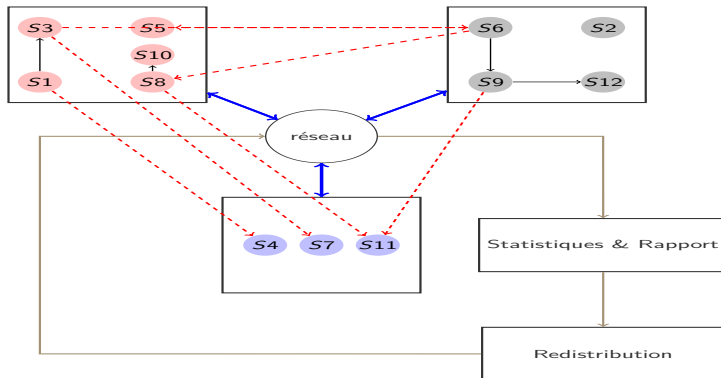 S3 S5 S6 S2
S10
S1 S8 S9 S12
réseau
S4 S7 S11
Statistiques & Rapport
Redistribution